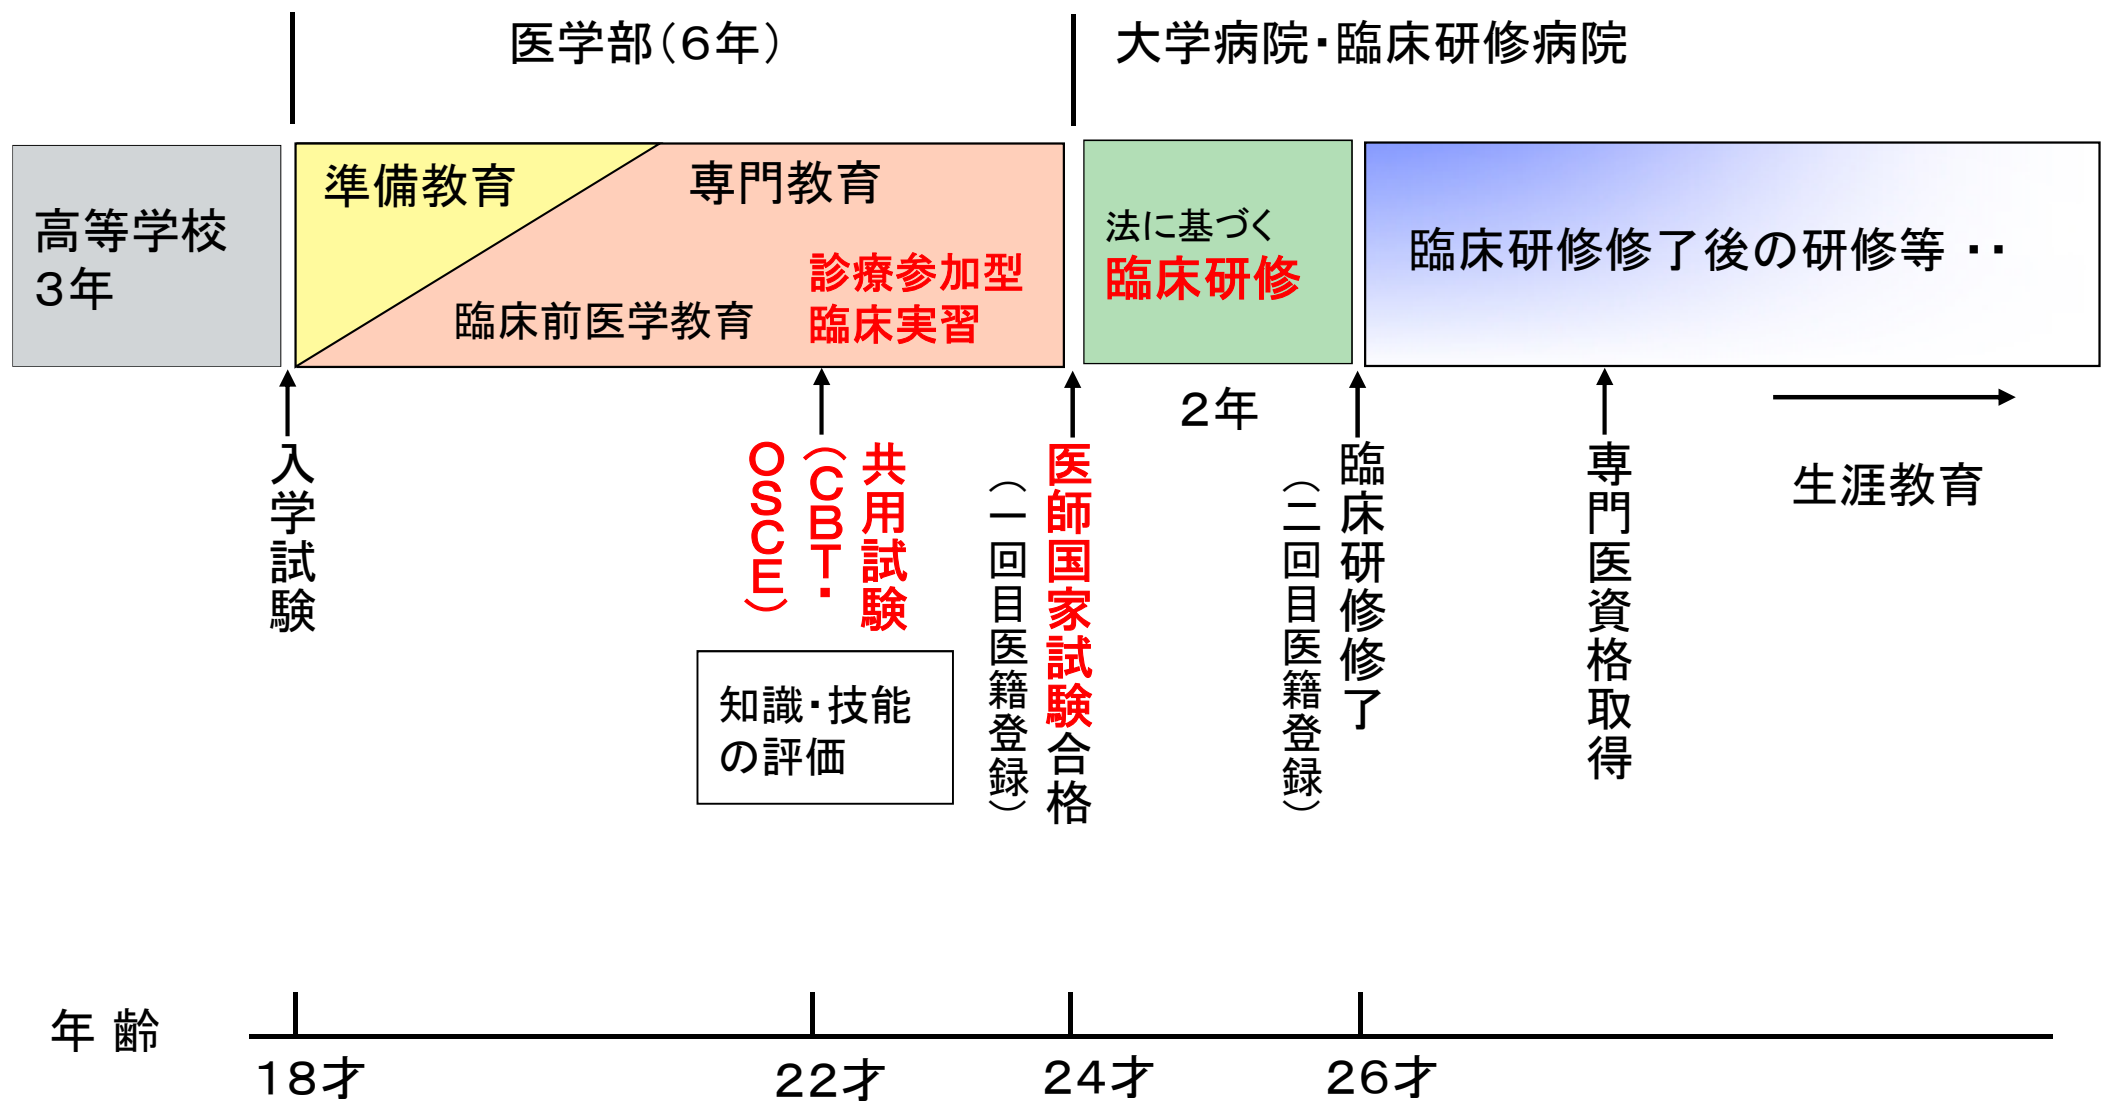 医学部(6年)
大学病院・臨床研修病院
高等学校
3年
準備教育
専門教育
臨床前医学教育
診療参加型
臨床実習
法に基づく
臨床研修
臨床研修修了後の研修等 ・・
2年
入学試験
共用試験
(CBT・
OSCE)
知識・技能
の評価
医師国家試験合格
(一回目医籍登録)
臨床研修修了
(二回目医籍登録)
専門医資格取得
生涯教育
年 齢
18才
22才
24才
26才